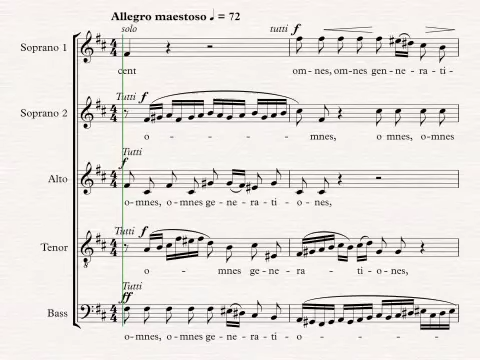 Allegro maestoso ♩ = 72
solo tutti f
Soprano 1
cent om-nes, om-nes gen-ne-ra-ti-
Tutti f
Soprano 2
o - - - - mnes, o mnes, o-mnes
Tutti
f
Alto
o-mnes, o-mnes ge-ne-ra-ti-o-nes,
Tutti f
Tenor
o - - mnes ge-ne-ra-ti-o-nes,
Tutti
ff
Bass
o-mnes, o-mnes ge-ne-ra-ti-o - - -